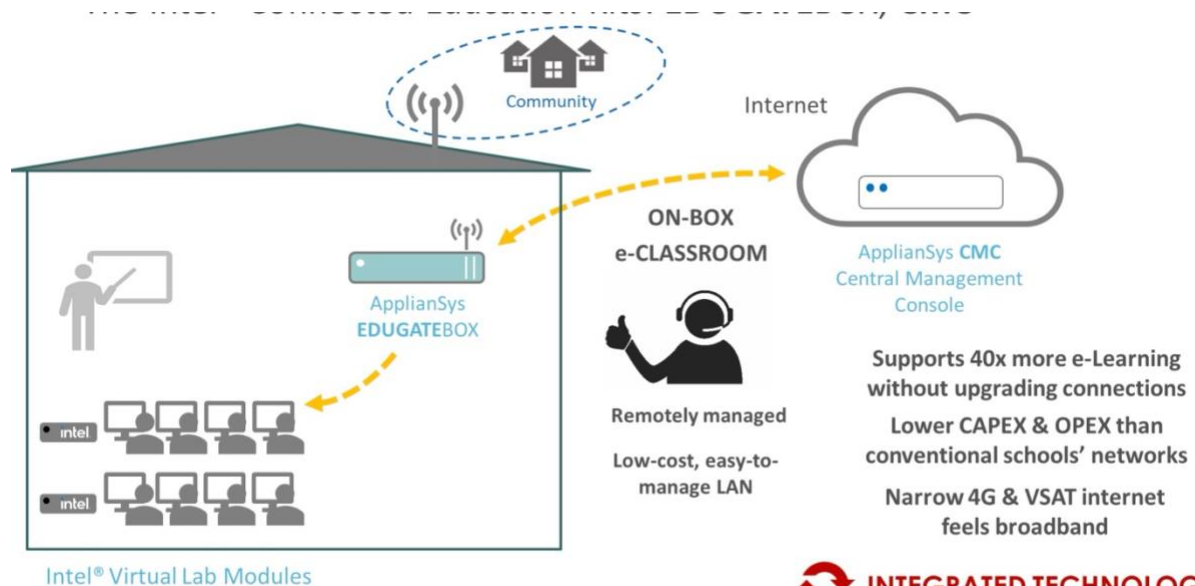 Community
Internet
ON-BOX
e-CLASSROOM
ApplianSys
EDUGATEBOX
ApplianSys CMC
Central Management
Console
intel
intel
Remotely managed
Low-cost, easy-to-
manage LAN
Supports 40x more e-Learning
without upgrading connections
Lower CAPEX & OPEX than
conventional schools' networks
Narrow 4G & VSAT internet
feels broadband
Intel® Virtual Lab Modules
INTEGRATED